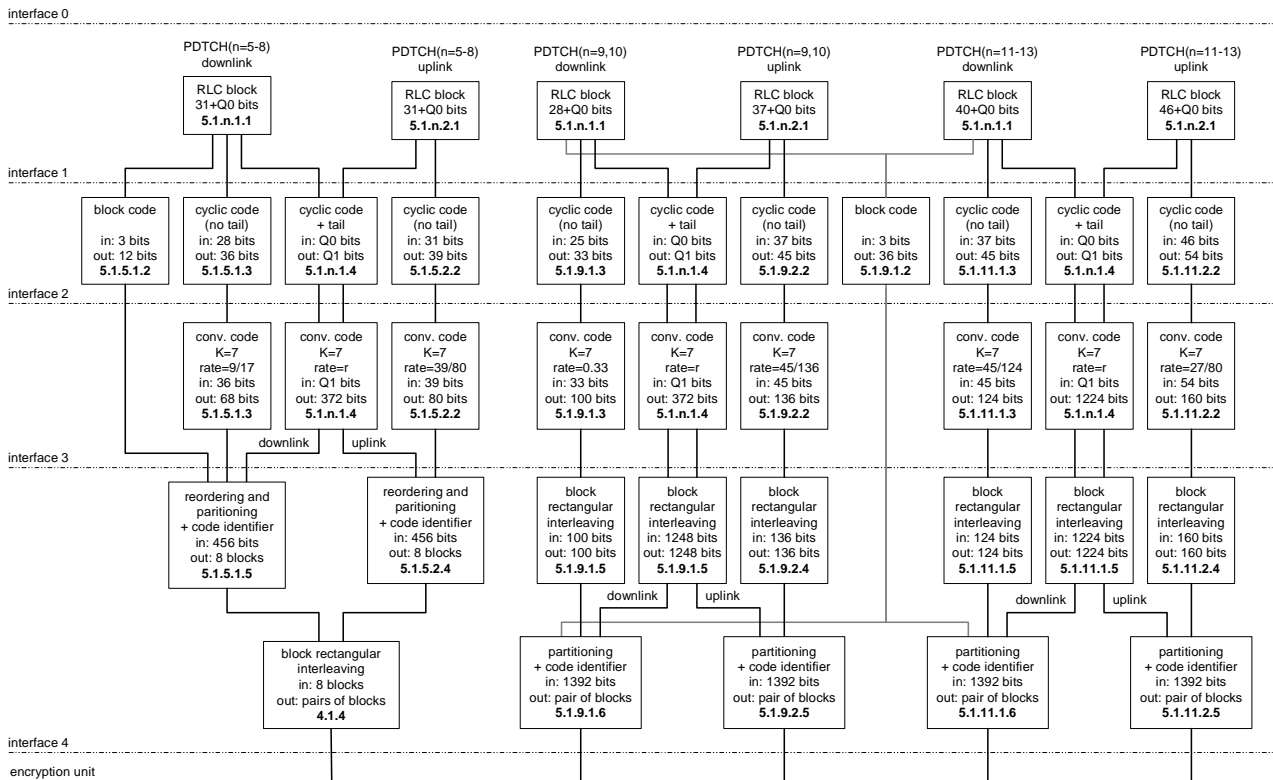 interface 0
PDTCH(n=5-8)
downlink
PDTCH(n=5-8)
uplink
PDTCH(n=9,10)
downlink
PDTCH(n=9,10)
uplink
PDTCH(n=11-13)
downlink
PDTCH(n=11-13)
uplink
RLC block
31+Q0 bits
5.1.n.1.1
RLC block
31+Q0 bits
5.1.n.2.1
RLC block
28+Q0 bits
5.1.n.1.1
RLC block
37+Q0 bits
5.1.n.2.1
RLC block
40+Q0 bits
5.1.n.1.1
RLC block
46+Q0 bits
5.1.n.2.1
interface 1
block code
in: 3 bits
out: 12 bits
5.1.5.1.2
cyclic code
(no tail)
in: 28 bits
out: 36 bits
5.1.5.1.3
cyclic code
+ tail
in: Q0 bits
out: Q1 bits
5.1.n.1.4
cyclic code
(no tail)
in: 31 bits
out: 39 bits
5.1.5.2.2
cyclic code
(no tail)
in: 25 bits
out: 33 bits
5.1.9.1.3
cyclic code
+ tail
in: Q0 bits
out: Q1 bits
5.1.n.1.4
cyclic code
(no tail)
in: 37 bits
out: 45 bits
5.1.9.2.2
block code
in: 3 bits
out: 36 bits
5.1.9.1.2
cyclic code
(no tail)
in: 37 bits
out: 45 bits
5.1.11.1.3
cyclic code
+ tail
in: Q0 bits
out: Q1 bits
5.1.n.1.4
cyclic code
(no tail)
in: 46 bits
out: 54 bits
5.1.11.2.2
interface 2
conv. code
K=7
rate=9/17
in: 36 bits
out: 68 bits
5.1.5.1.3
conv. code
K=7
rate=r
in: Q1 bits
out: 372 bits
5.1.n.1.4
conv. code
K=7
rate=39/80
in: 39 bits
out: 80 bits
5.1.5.2.2
conv. code
K=7
rate=0.33
in: 33 bits
out: 100 bits
5.1.9.1.3
conv. code
K=7
rate=r
in: Q1 bits
out: 372 bits
5.1.n.1.4
conv. code
K=7
rate=45/136
in: 45 bits
out: 136 bits
5.1.9.2.2
conv. code
K=7
rate=45/124
in: 45 bits
out: 124 bits
5.1.11.1.3
conv. code
K=7
rate=r
in: Q1 bits
out: 1224 bits
5.1.n.1.4
conv. code
K=7
rate=27/80
in: 54 bits
out: 160 bits
5.1.11.2.2
downlink
uplink
interface 3
reordering and
paritioning
+ code identifier
in: 456 bits
out: 8 blocks
5.1.5.1.5
reordering and
paritioning
+ code identifier
in: 456 bits
out: 8 blocks
5.1.5.2.4
block
rectangular
interleaving
in: 100 bits
out: 100 bits
5.1.9.1.5
block
rectangular
interleaving
in: 1248 bits
out: 1248 bits
5.1.9.1.5
block
rectangular
interleaving
in: 136 bits
out: 136 bits
5.1.9.2.4
block
rectangular
interleaving
in: 124 bits
out: 124 bits
5.1.11.1.5
block
rectangular
interleaving
in: 1224 bits
out: 1224 bits
5.1.11.1.5
block
rectangular
interleaving
in: 160 bits
out: 160 bits
5.1.11.2.4
downlink
uplink
downlink
uplink
block rectangular
interleaving
in: 8 blocks
out: pairs of blocks
4.1.4
partitioning
+ code identifier
in: 1392 bits
out: pair of blocks
5.1.9.1.6
partitioning
+ code identifier
in: 1392 bits
out: pair of blocks
5.1.9.2.5
partitioning
+ code identifier
in: 1392 bits
out: pair of blocks
5.1.11.1.6
partitioning
+ code identifier
in: 1392 bits
out: pair of blocks
5.1.11.2.5
interface 4
encryption unit